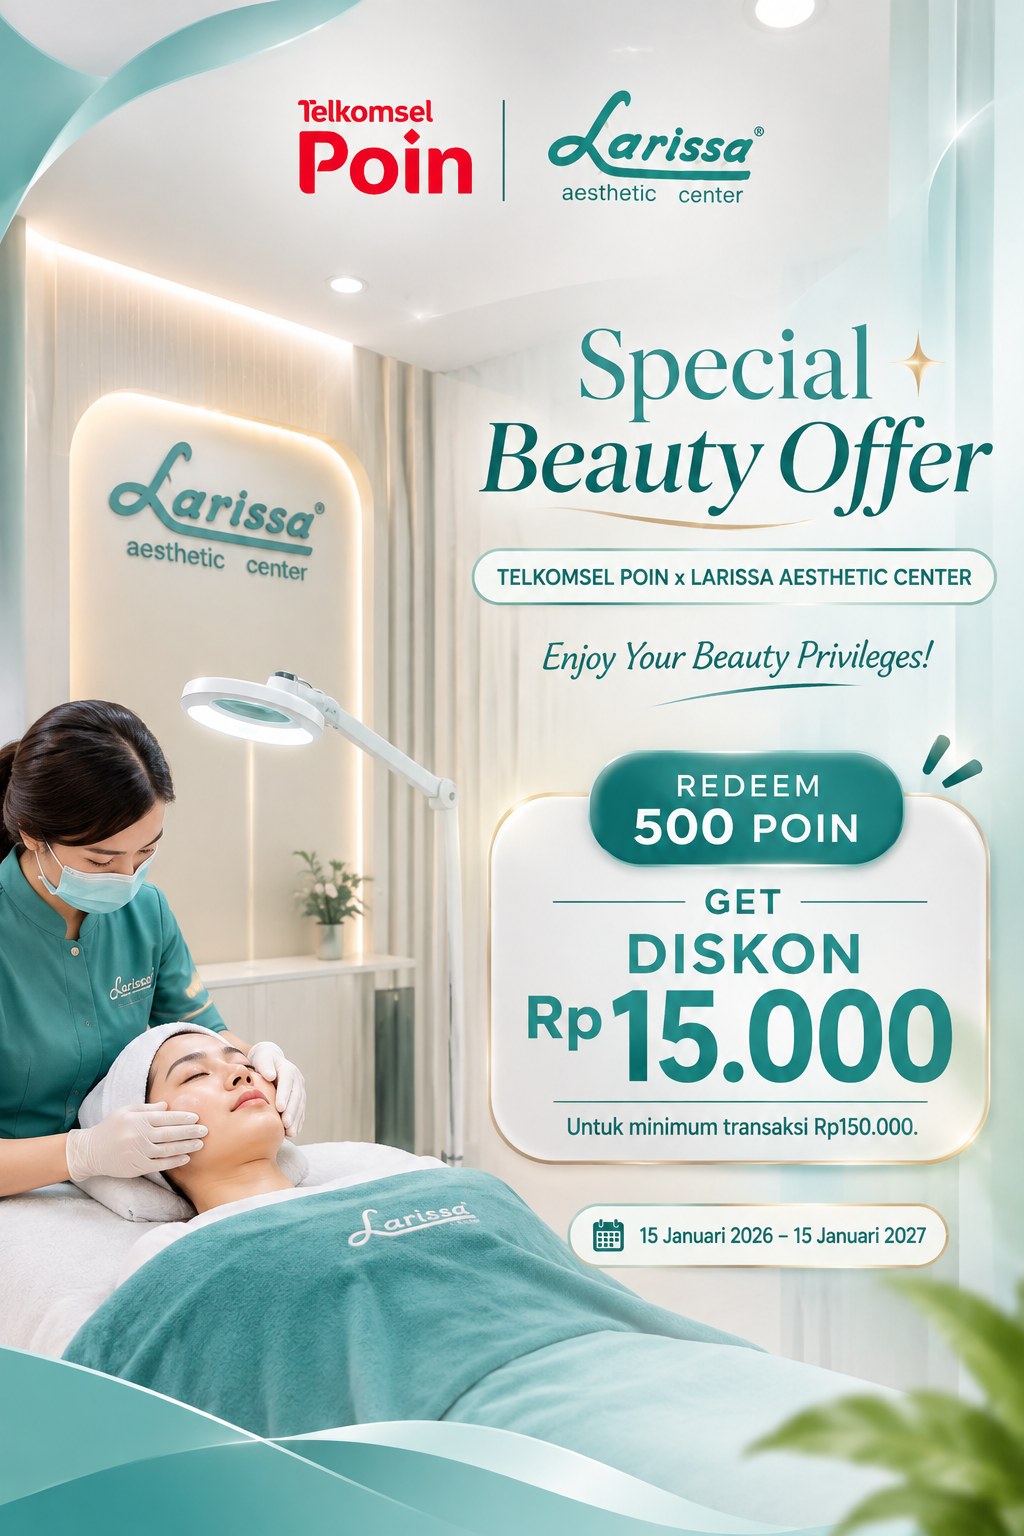 Telkomsel
Poin
Larissa®
aesthetic center
Special
Beauty Offer
Larissa®
aesthetic center
TELKOMSEL POIN x LARISSA AESTHETIC CENTER
Enjoy Your Beauty Privileges!
REDEEM
500 POIN
GET
DISKON
Rp15.000
Untuk minimum transaksi Rp150.000.
Larissa
Larissa
15 Januari 2026 – 15 Januari 2027